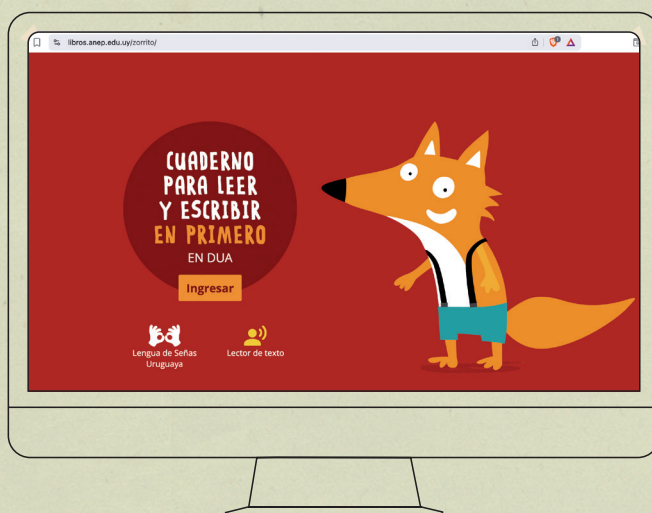 libros.anep.edu.uy/zorrito/
CUADERNO
PARA LEER
Y ESCRIBIR
EN PRIMERO
EN DUA
Ingresar
Lengua de Señas
Uruguaya
Lector de texto